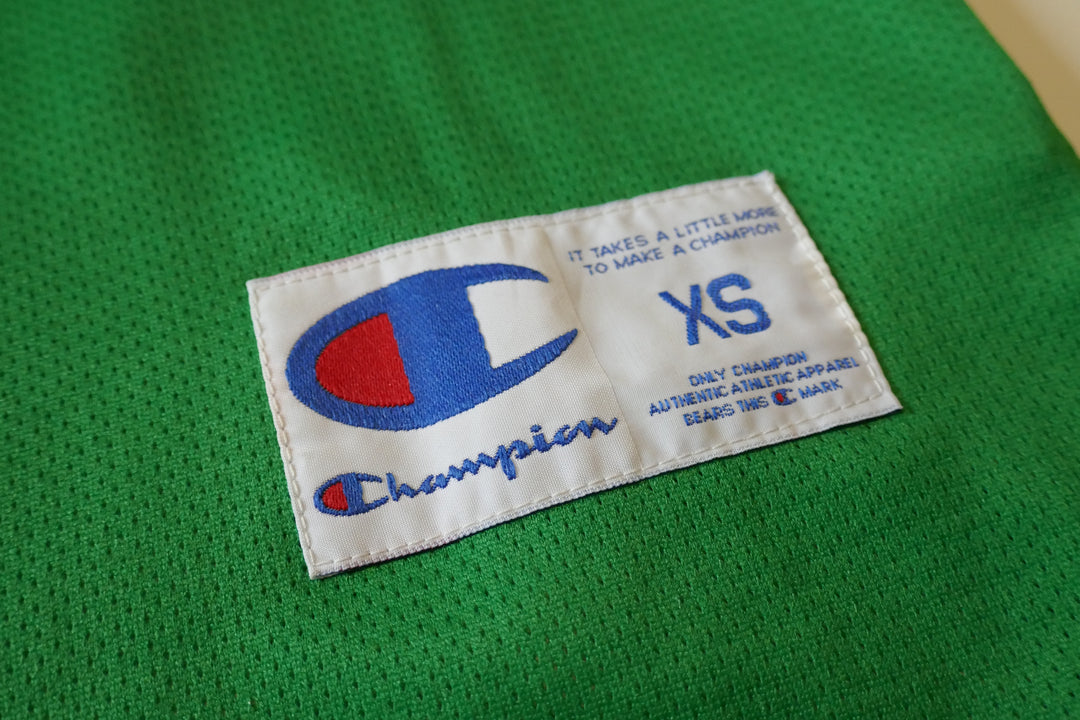 Champion
IT TAKES A LITTLE MORE
TO MAKE A CHAMPION
XS
ONLY CHAMPION
AUTHENTIC ATHLETIC APPAREL
BEARS THIS C MARK